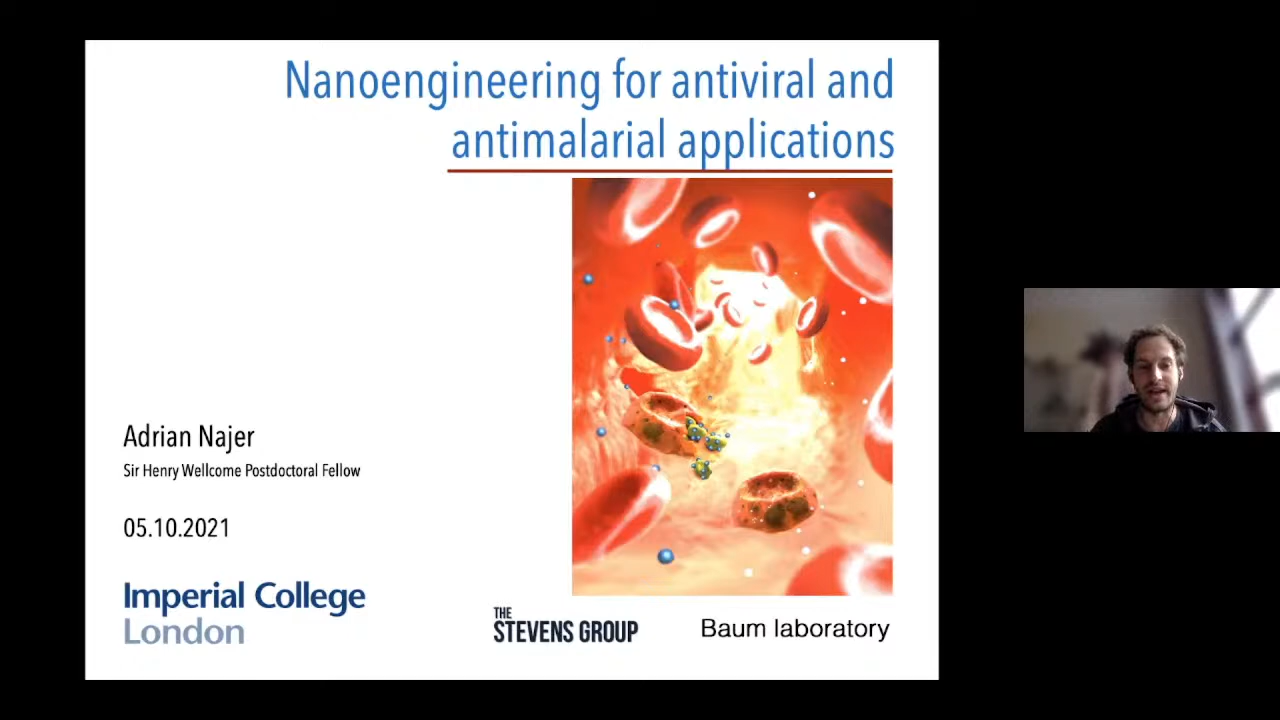 Nanoengineering for antiviral and
antimalarial applications
Adrian Najer
Sir Henry Wellcome Postdoctoral Fellow
05.10.2021
Imperial College
London
THE
STEVENS GROUP
Baum laboratory